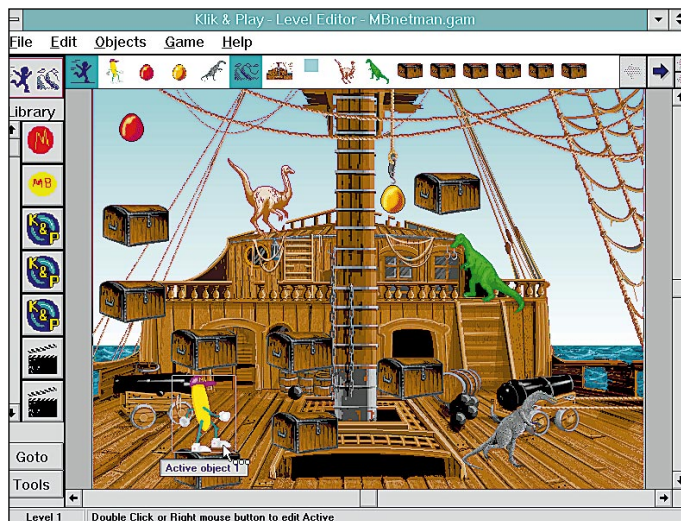 Klik & Play - Level Editor - MBnetman.gam
File Edit Objects Game Help
Library
M
MB
K&P
K&P
K&P
Goto
Tools
Active object 1
Level 1 Double Click or Right mouse button to edit Active